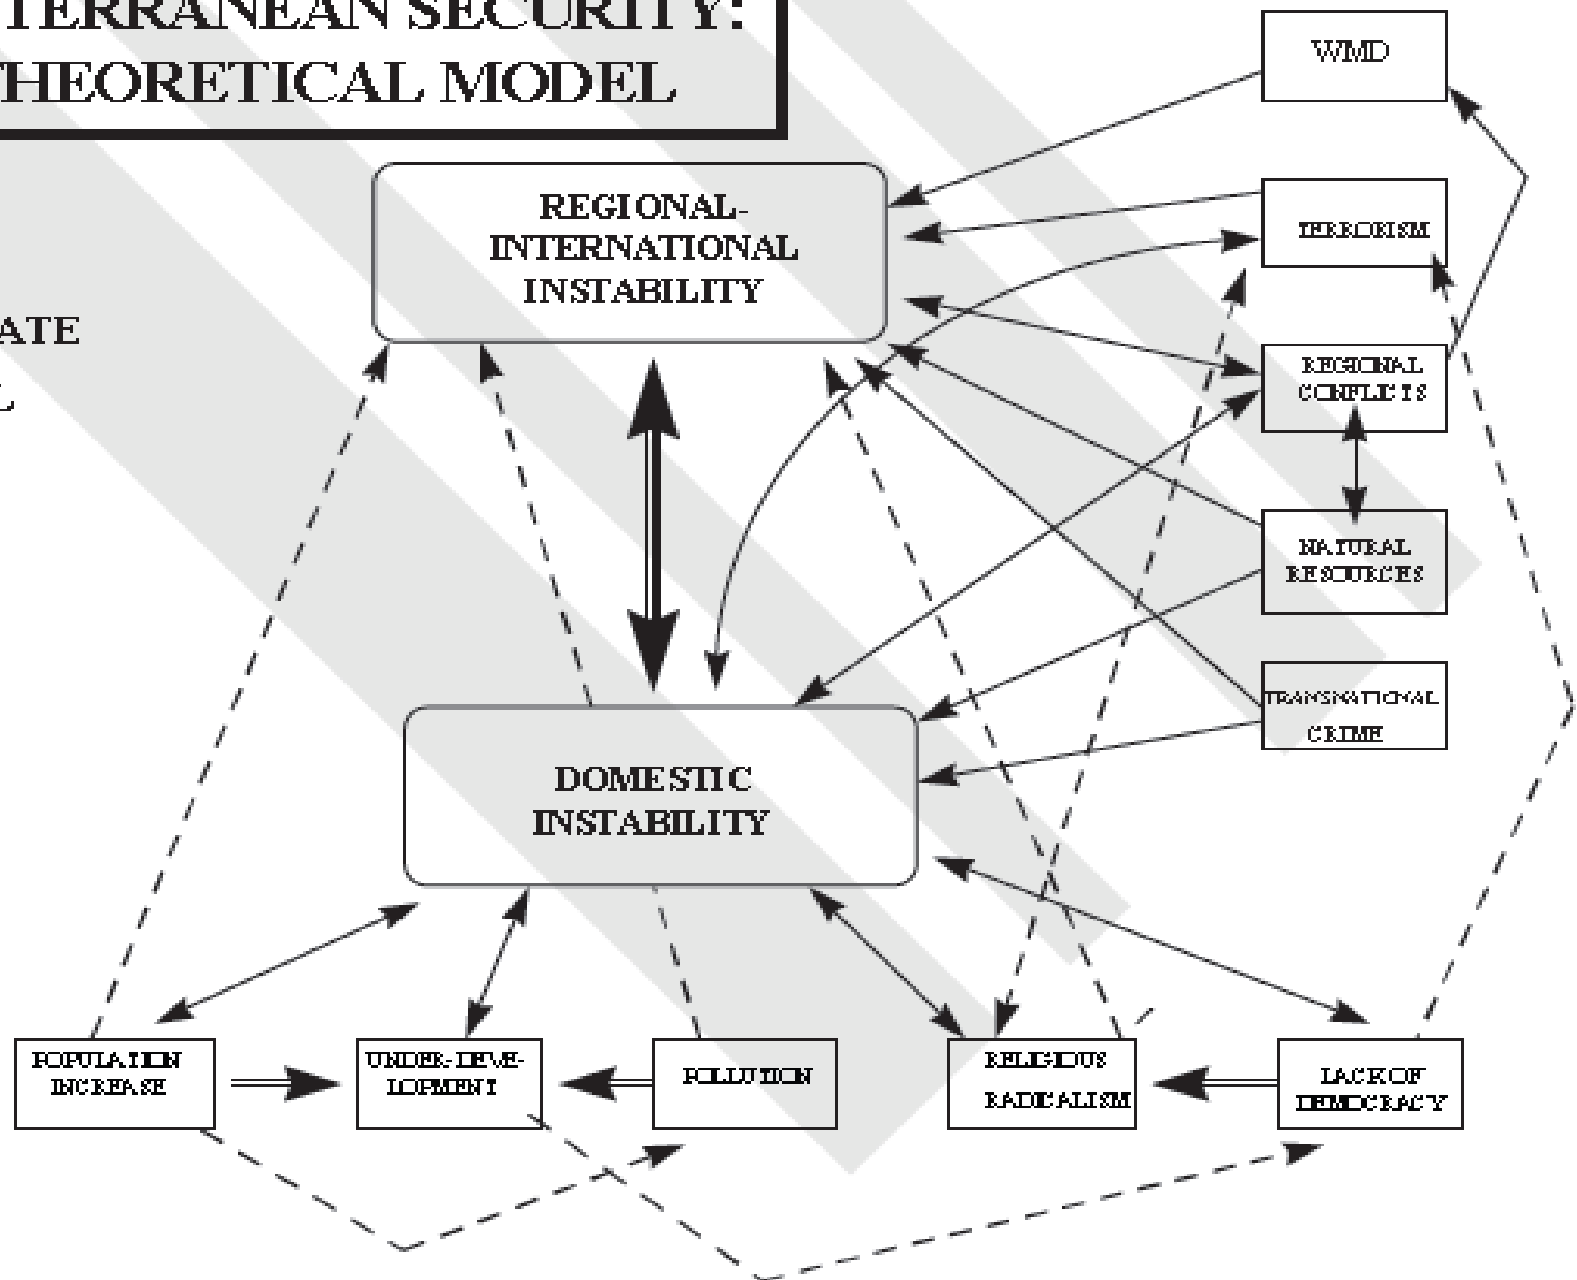 TERRANEAN SECURITY:
THEORETICAL MODEL
WMD
REGIONAL-
INTERNATIONAL
INSTABILITY
TERRORISM
ATE
L
REGIONAL
CONFLICTS
NATURAL
RESOURCES
TRANSNATIONAL
CRIME
DOMESTIC
INSTABILITY
POPULATION
INCREASE
UNDER-DEVE-
LOPMENT
POLLUTION
RELIGIOUS
RADICALISM
LACK OF
DEMOCRACY